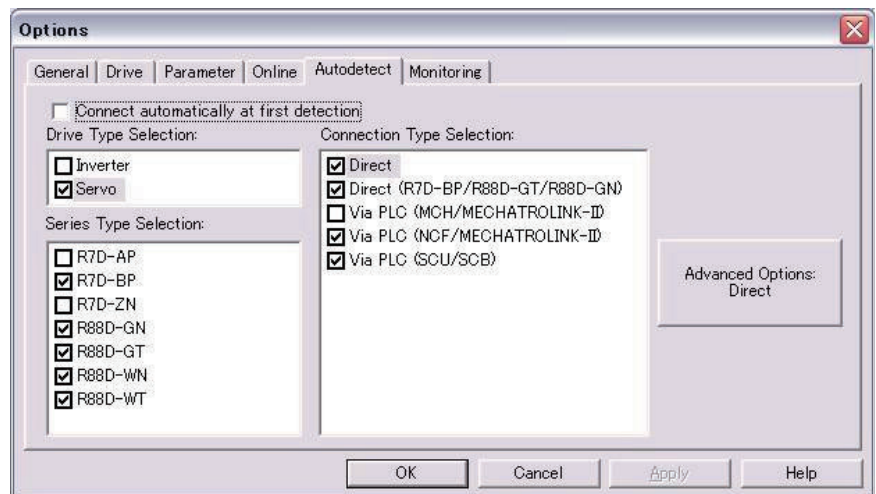 Options
General
Drive
Parameter
Online
Autodetect
Monitoring
Connect automatically at first detection
Drive Type Selection:
Inverter
Servo
Series Type Selection:
R7D-AP
R7D-BP
R7D-ZN
R88D-GN
R88D-GT
R88D-WN
R88D-WT
Connection Type Selection:
Direct
Direct (R7D-BP/R88D-GT/R88D-GN)
Via PLC (MCH/MECHATROLINK-II)
Via PLC (NCF/MECHATROLINK-II)
Via PLC (SCU/SCB)
Advanced Options:
Direct
OK
Cancel
Apply
Help